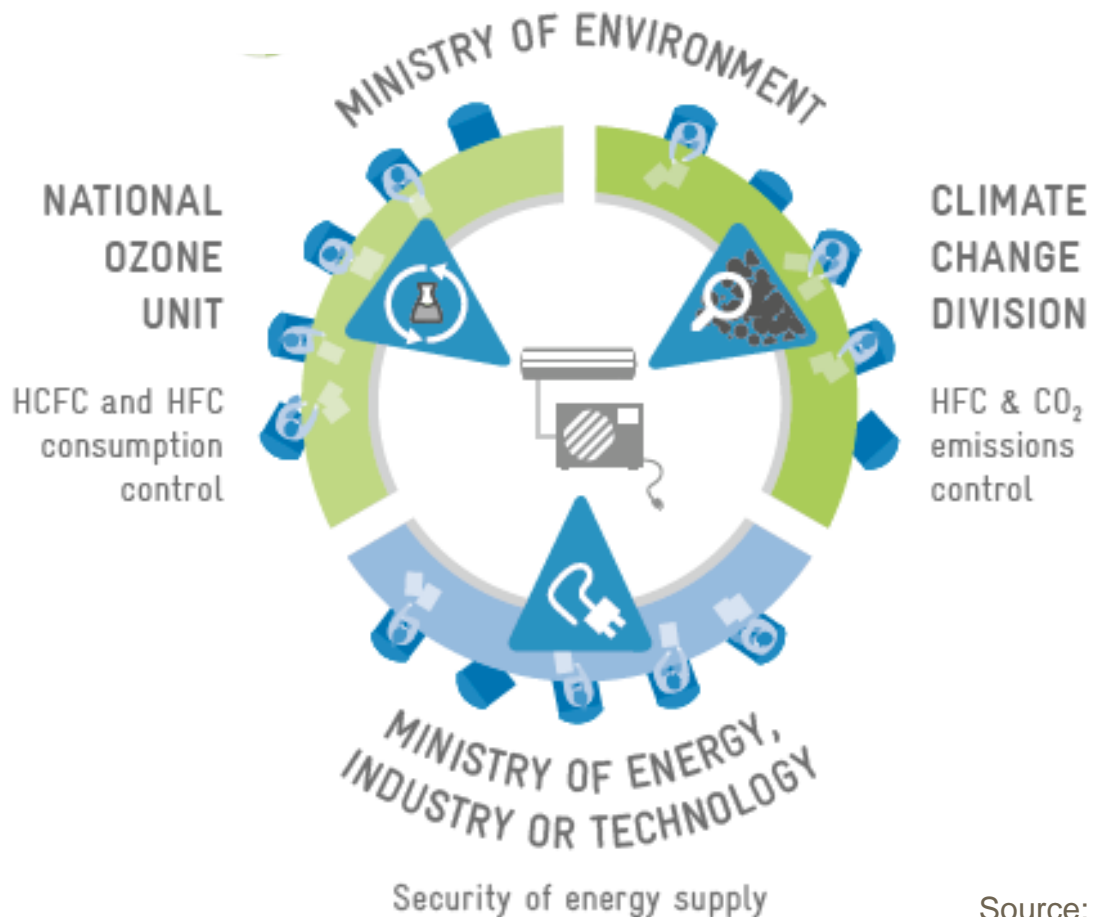 MINISTRY OF ENVIRONMENT
NATIONAL
OZONE
UNIT
HCFC and HFC
consumption
control
CLIMATE
CHANGE
DIVISION
HFC & CO₂
emissions
control
MINISTRY OF ENERGY,
INDUSTRY OR TECHNOLOGY
Security of energy supply
Source: